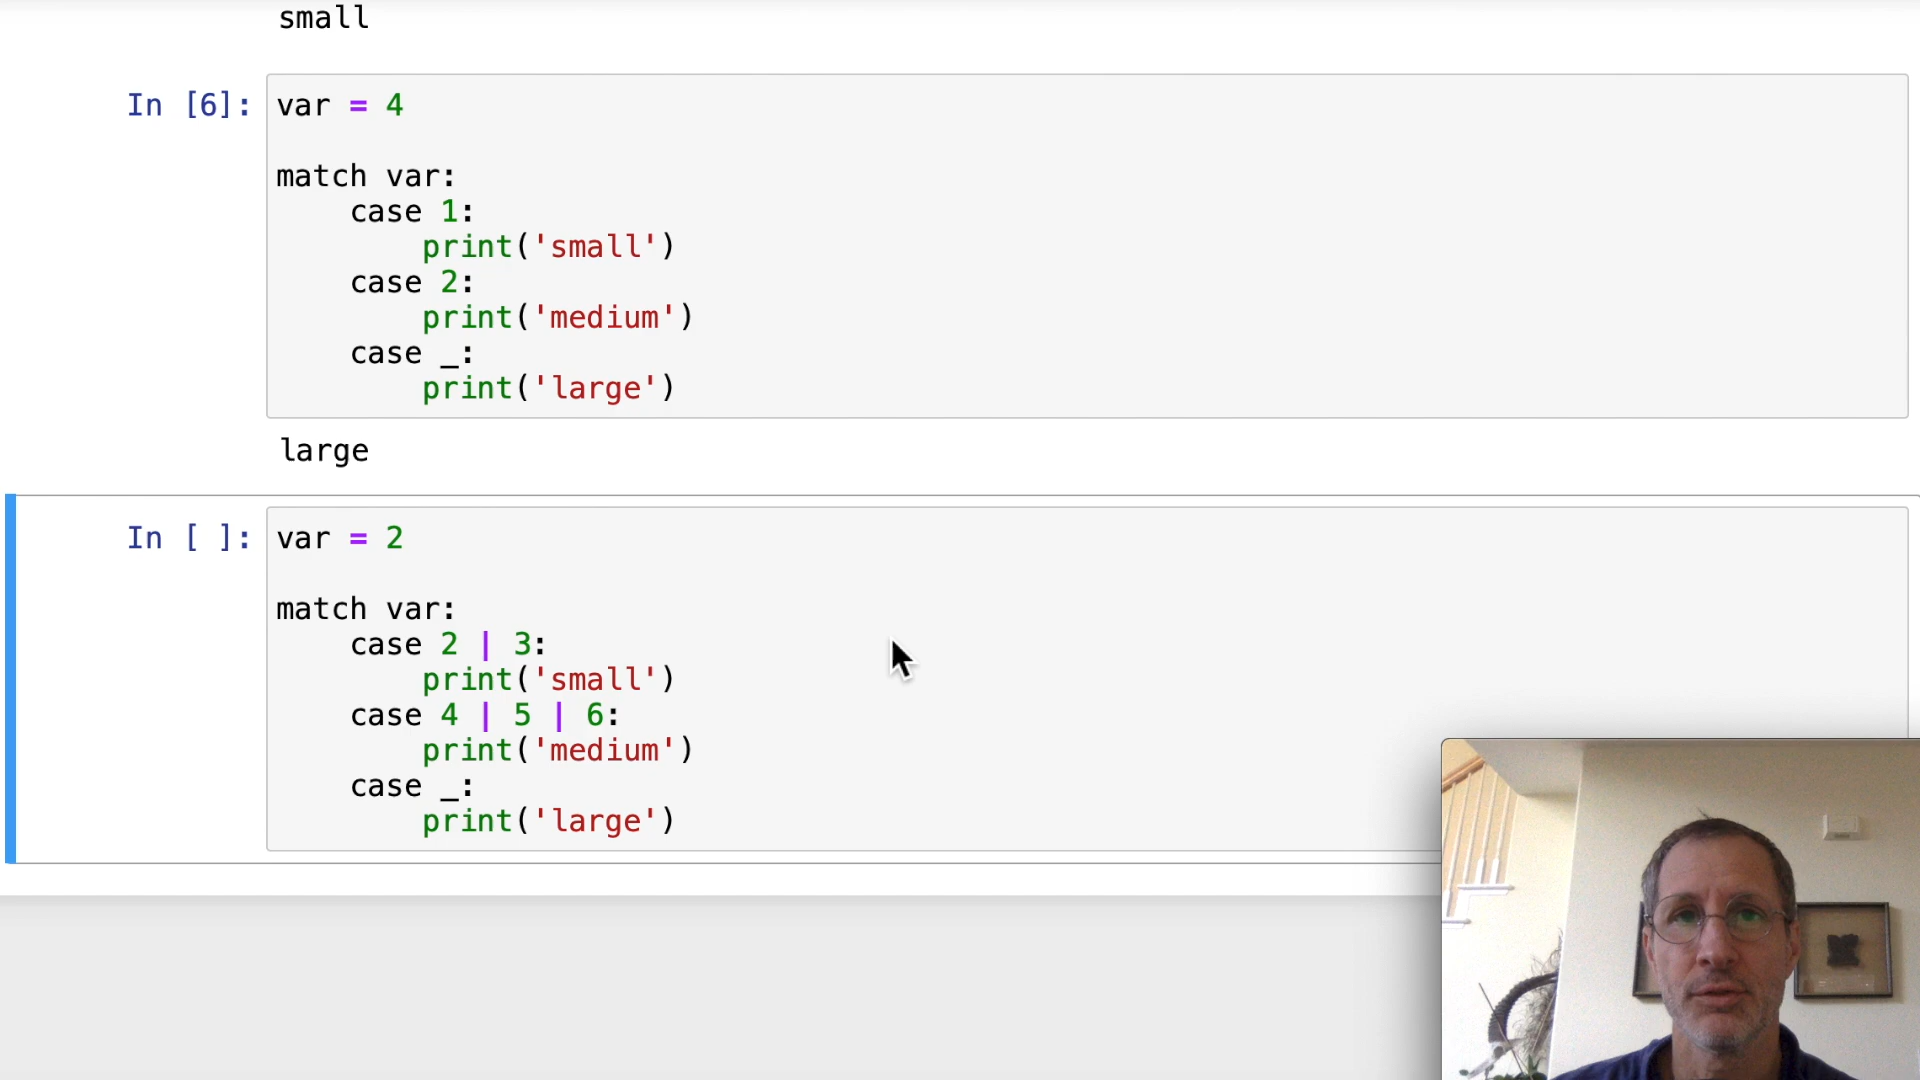 small
In [6]: var = 4
match var:
    case 1:
        print('small')
    case 2:
        print('medium')
    case _:
        print('large')
large
In [ ]: var = 2
match var:
    case 2 | 3:
        print('small')
    case 4 | 5 | 6:
        print('medium')
    case _:
        print('large')